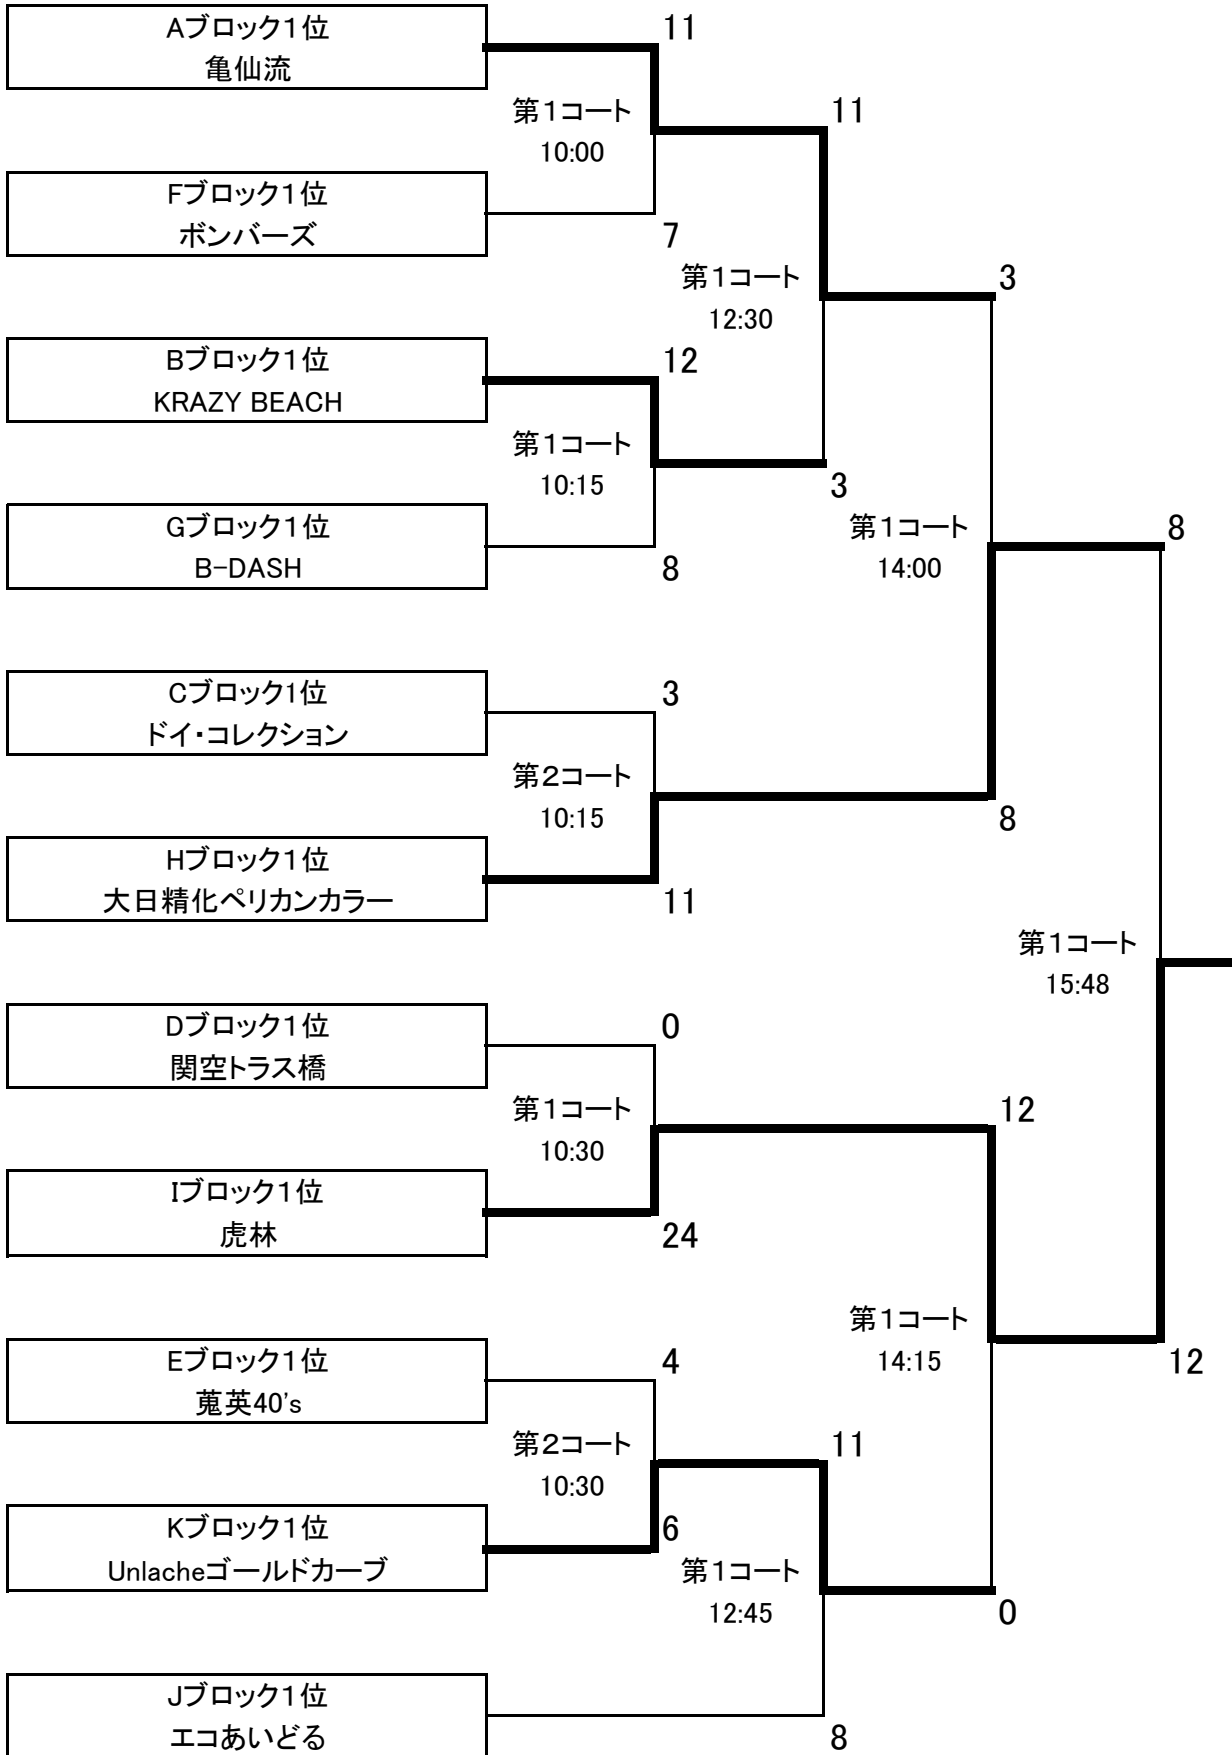 Aブロック1位
亀仙流
11
第1コート
10:00
11
Fブロック1位
ボンバーズ
7
第1コート
12:30
3
Bブロック1位
KRAZY BEACH
12
第1コート
10:15
3
Gブロック1位
B-DASH
8
第1コート
14:00
8
Cブロック1位
ドイ・コレクション
3
第2コート
10:15
8
Hブロック1位
大日精化ペリカンカラー
11
第1コート
15:48
Dブロック1位
関空トラス橋
0
第1コート
10:30
12
Iブロック1位
虎林
24
第1コート
14:15
12
Eブロック1位
蒐英40's
4
第2コート
10:30
11
Kブロック1位
Unlacheゴールドカーブ
6
第1コート
12:45
0
Jブロック1位
エコあいどる
8